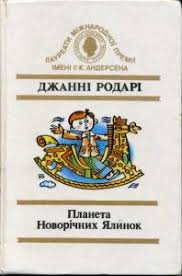 ЛАУРЕАТИ МІЖНАРОДНОЇ ПРЕМІЇ
ІМЕНІ Г-К. АНДЕРСЕНА
ДЖАННІ РОДАРІ
Планета
Новорічних Ялинок